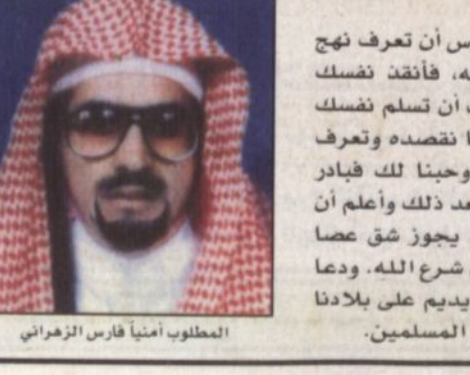 س أن تعرف نهج
ه، فأنقذ نفسك
أن تسلم نفسك
ا نقصده وتعرف
وحبنا لك فبادر
عد ذلك وأعلم أن
يجوز شق عصا
شرع الله. ودعا
يديم على بلادنا
المسلمين.
المطلوب أمنياً فارس الزهراني